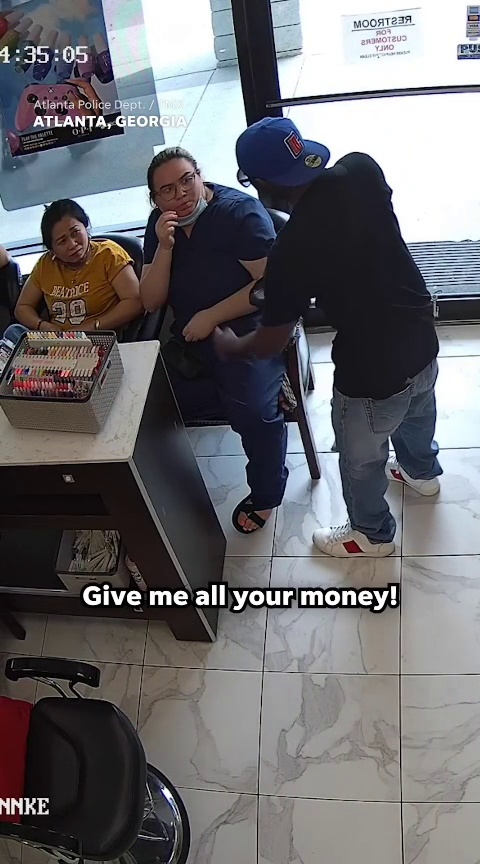 4:35:05
RESTROOM
FOR
CUSTOMERS
ONLY
Atlanta Police Dept. /
ATLANTA, GEORGIA
O·P·I
BEATRICE
29
Give me all your money!
NNKE